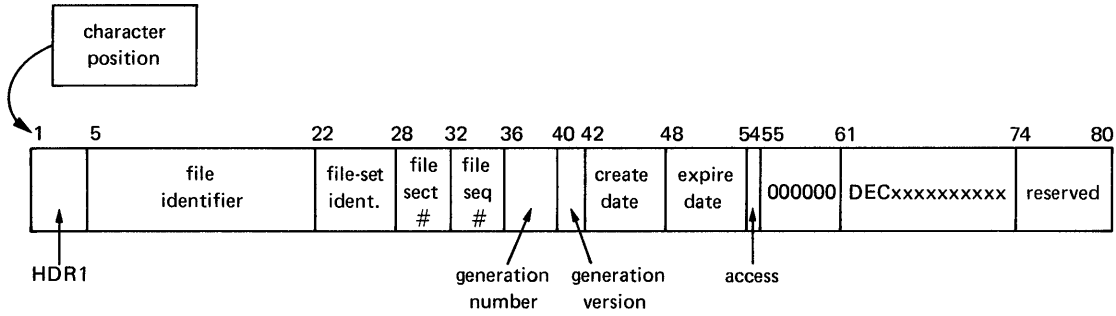 character
position
1 5 22 28 32 36 40 42 48 54 55 61 74 80
file
identifier
file-set
ident.
file
sect
#
file
seq
#
create
date
expire
date
000000
DECxxxxxxxxxx
reserved
HDR1
generation
number
generation
version
access